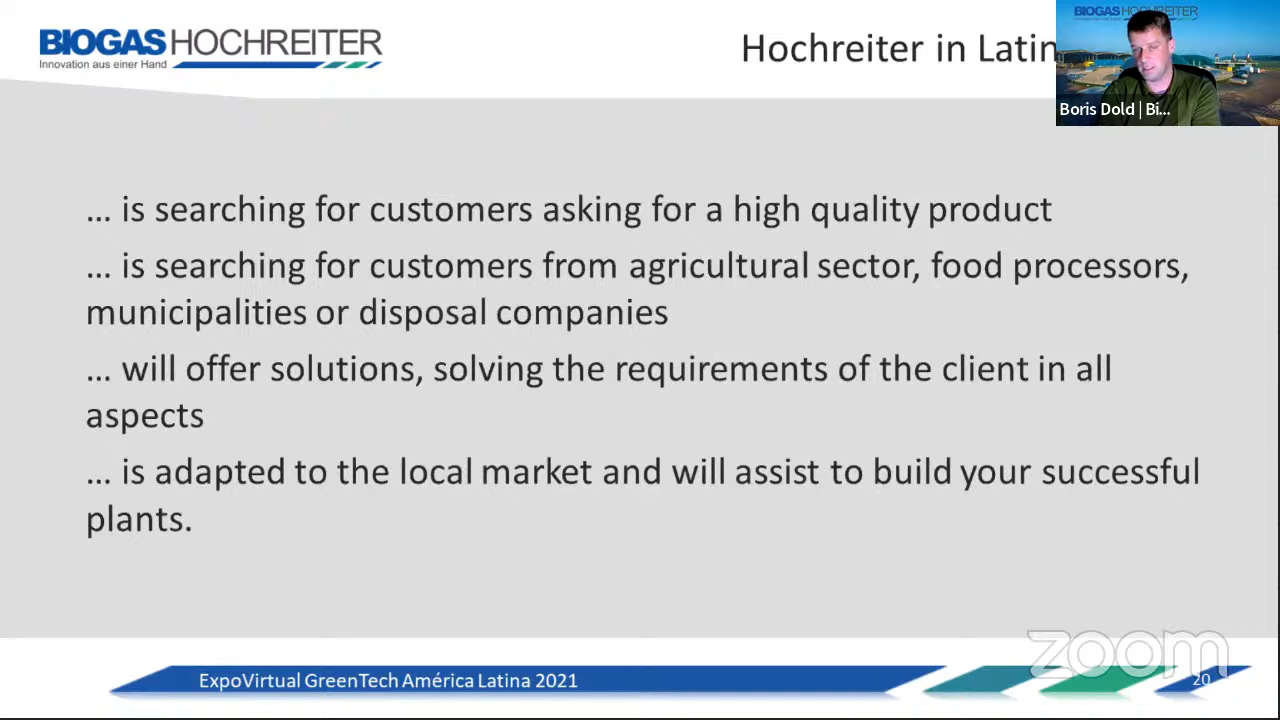 BIOGAS HOCHREITER
Innovation aus einer Hand
Hochreiter in Latin
BIOGAS HOCHREITER
Boris Dold | Bi...
... is searching for customers asking for a high quality product
... is searching for customers from agricultural sector, food processors,
municipalities or disposal companies
... will offer solutions, solving the requirements of the client in all
aspects
... is adapted to the local market and will assist to build your successful
plants.
zoom
ExpoVirtual GreenTech América Latina 2021
20